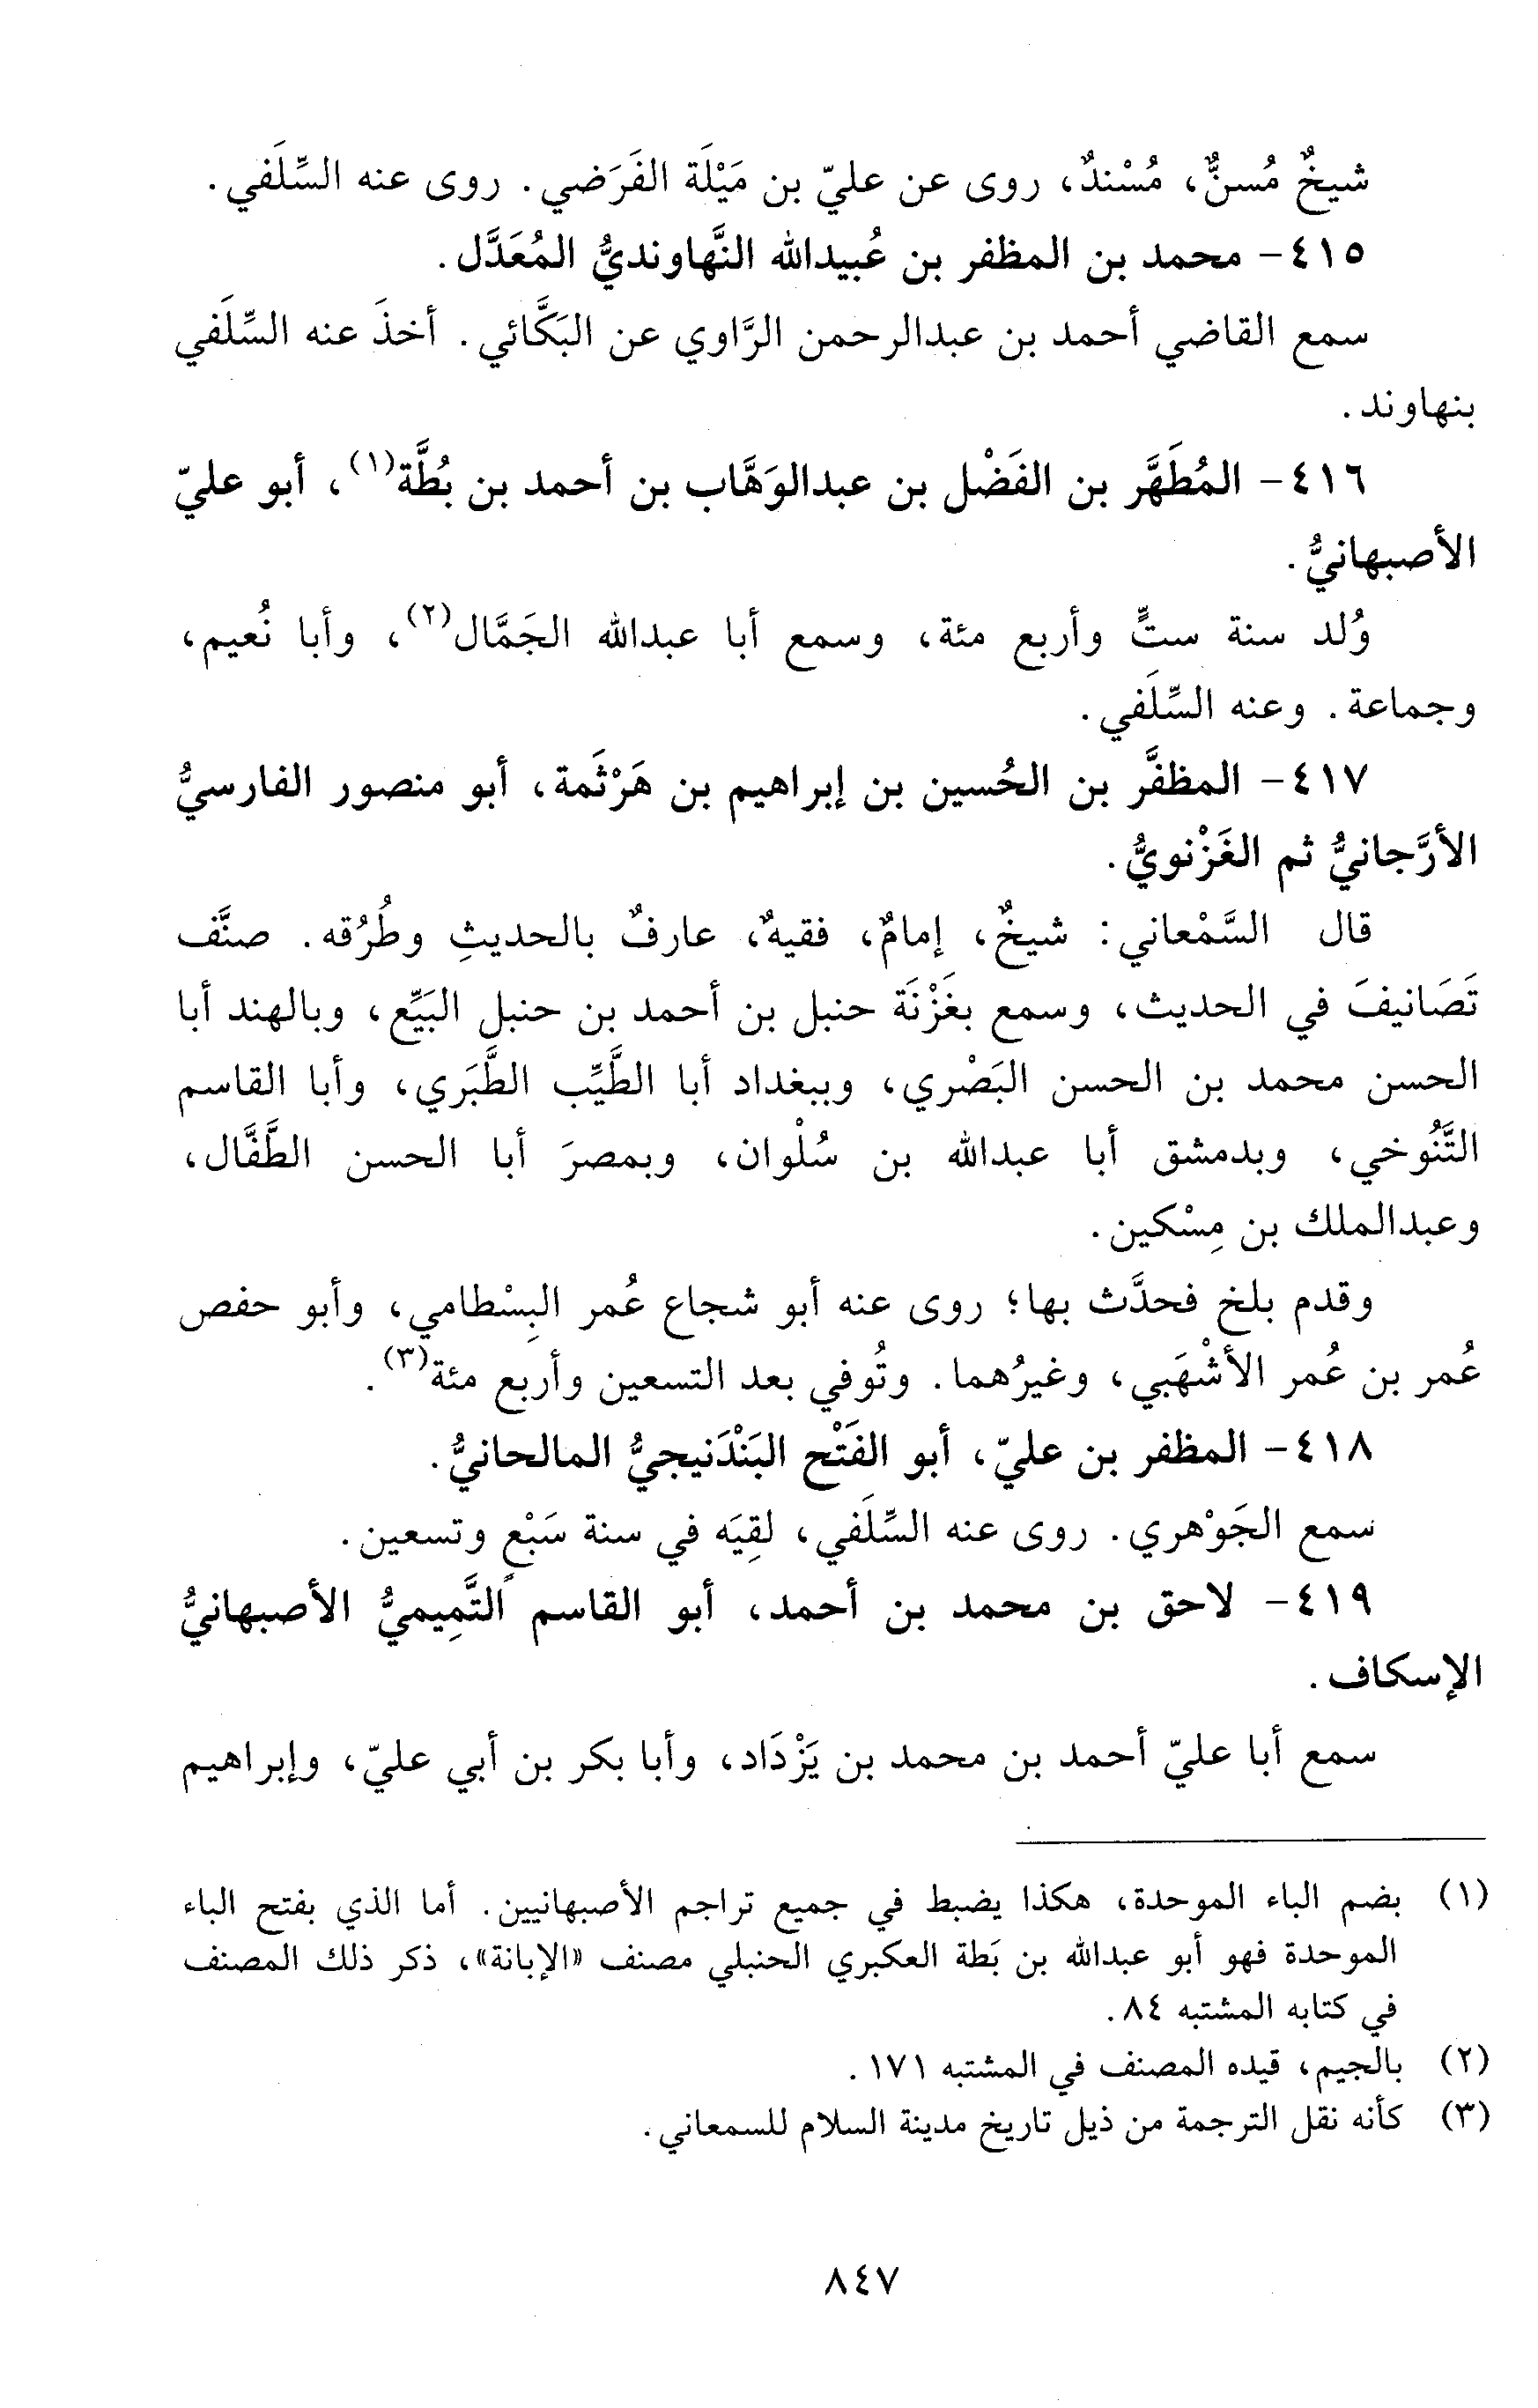 شيخٌ مُسنٌّ، مُسْندٌ، روى عن عليّ بن مَيْلَة الفَرَضي. روى عنه السِّلَفي.
٤١٥- محمد بن المظفر بن عُبيدالله النَّهاونديُّ المُعَدَّل.
سمع القاضي أحمد بن عبدالرحمن الرَّاوي عن البَكَّائي. أخذَ عنه السِّلَفي
بنهاوند.
٤١٦- المُطَهَّر بن الفَضْل بن عبدالوَهَّاب بن أحمد بن بُطَّة(١)، أبو عليّ
الأصبهانيُّ.
وُلد سنة ستٍّ وأربع مئة، وسمع أبا عبدالله الجَمَّال(٢)، وأبا نُعيم،
وجماعة. وعنه السِّلَفي.
٤١٧- المظفَّر بن الحُسين بن إبراهيم بن هَرْثَمة، أبو منصور الفارسيُّ
الأرَّجانيُّ ثم الغَزْنويُّ.
قال السَّمْعاني: شيخٌ، إمامٌ، فقيهٌ، عارفٌ بالحديثِ وطُرُقه. صنَّف
تَصَانيفَ في الحديث، وسمع بغَزْنَة حنبل بن أحمد بن حنبل البَيِّع، وبالهند أبا
الحسن محمد بن الحسن البَصْري، وببغداد أبا الطَّيِّب الطَّبَري، وأبا القاسم
التَّنُوخي، وبدمشق أبا عبدالله بن سُلْوان، وبمصرَ أبا الحسن الطَّفَّال،
وعبدالملك بن مِسْكين.
وقدم بلخ فحدَّث بها؛ روى عنه أبو شجاع عُمر البِسْطامي، وأبو حفص
عُمر بن عُمر الأشْهَبي، وغيرُهما. وتُوفي بعد التسعين وأربع مئة(٣).
٤١٨- المظفر بن عليّ، أبو الفَتْح البَنْدَنيجيُّ المالحانيُّ.
سمع الجَوْهري. روى عنه السِّلَفي، لقِيَه في سنة سَبْعٍ وتسعين.
٤١٩- لاحق بن محمد بن أحمد، أبو القاسم التَّمِيميُّ الأصبهانيُّ
الإسكاف.
سمع أبا عليّ أحمد بن محمد بن يَزْدَاد، وأبا بكر بن أبي عليّ، وإبراهيم
(١) بضم الباء الموحدة، هكذا يضبط في جميع تراجم الأصبهانيين. أما الذي بفتح الباء
الموحدة فهو أبو عبدالله بن بَطة العكبري الحنبلي مصنف «الإبانة»، ذكر ذلك المصنف
في كتابه المشتبه ٨٤.
(٢) بالجيم، قيده المصنف في المشتبه ١٧١.
(٣) كأنه نقل الترجمة من ذيل تاريخ مدينة السلام للسمعاني.
٨٤٧